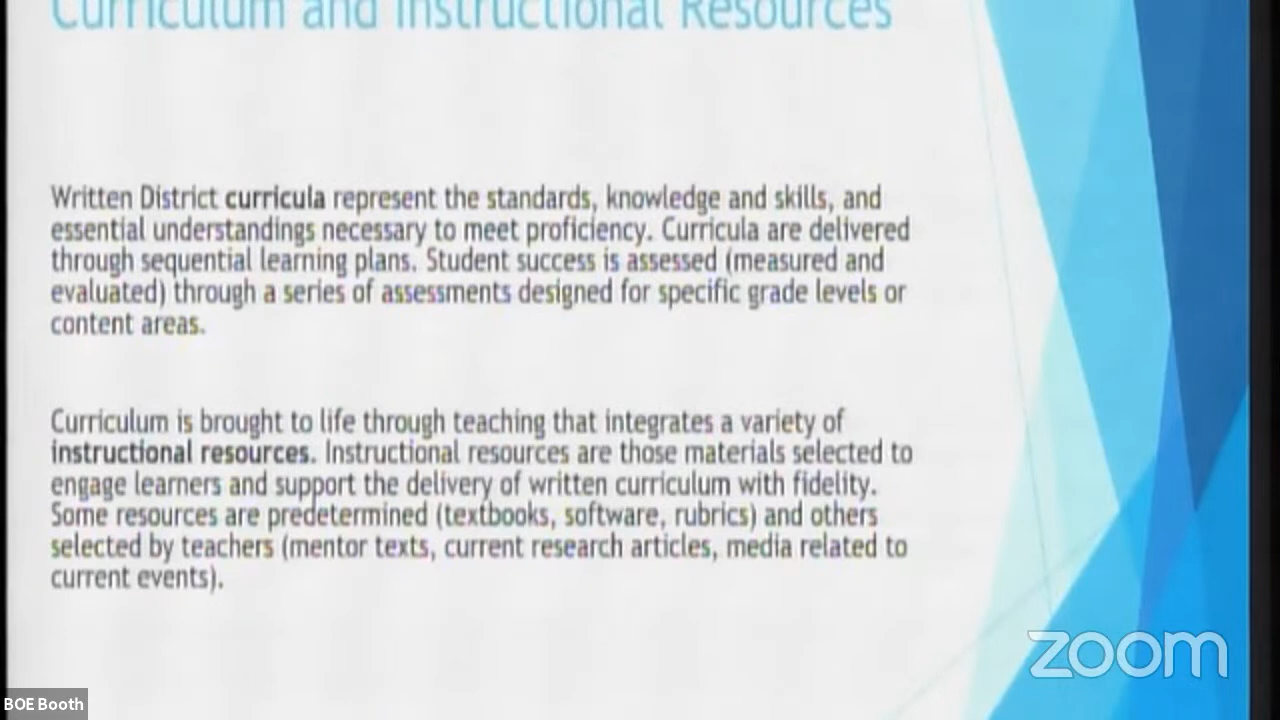 Curriculum and Instructional Resources
Written District curricula represent the standards, knowledge and skills, and
essential understandings necessary to meet proficiency. Curricula are delivered
through sequential learning plans. Student success is assessed (measured and
evaluated) through a series of assessments designed for specific grade levels or
content areas.
Curriculum is brought to life through teaching that integrates a variety of
instructional resources. Instructional resources are those materials selected to
engage learners and support the delivery of written curriculum with fidelity.
Some resources are predetermined (textbooks, software, rubrics) and others
selected by teachers (mentor texts, current research articles, media related to
current events).
zoom
BOE Booth